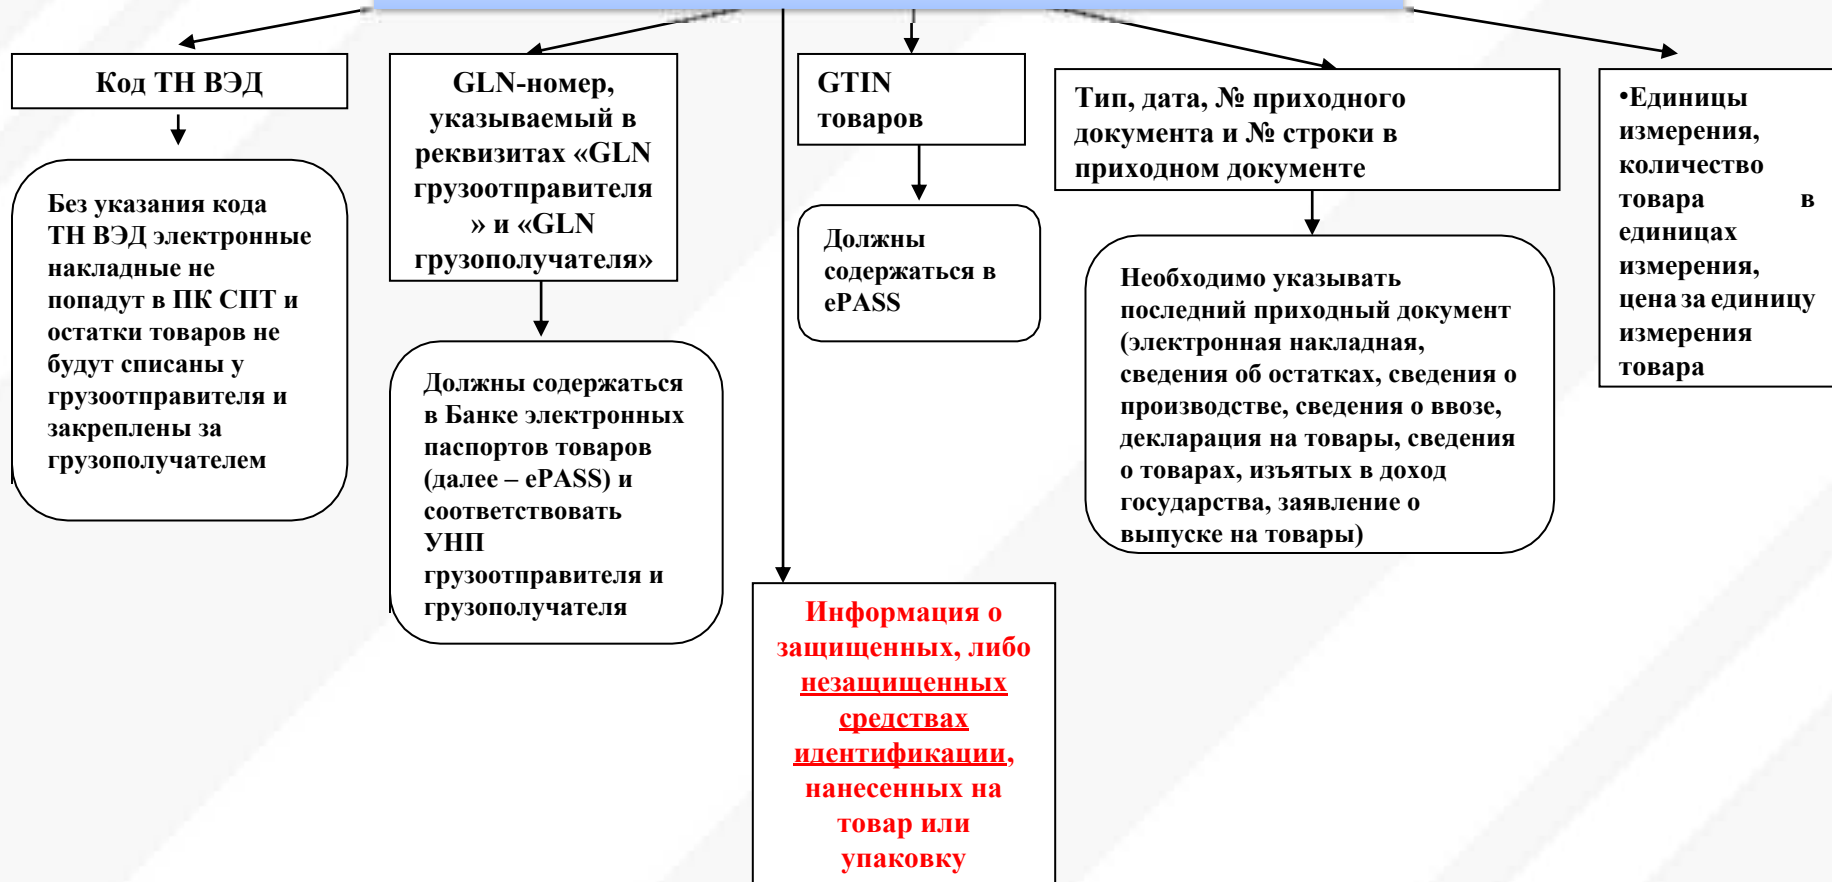 Код ТН ВЭД
Без указания кода
ТН ВЭД электронные
накладные не
попадут в ПК СПТ и
остатки товаров не
будут списаны у
грузоотправителя и
закреплены за
грузополучателем
GLN-номер,
указываемый в
реквизитах «GLN
грузоотправителя
» и «GLN
грузополучателя»
Должны содержаться
в Банке электронных
паспортов товаров
(далее – ePASS) и
соответствовать
УНП
грузоотправителя и
грузополучателя
GTIN
товаров
Должны
содержаться в
ePASS
Тип, дата, № приходного
документа и № строки в
приходном документе
Необходимо указывать
последний приходный документ
(электронная накладная,
сведения об остатках, сведения о
производстве, сведения о ввозе,
декларация на товары, сведения
о товарах, изъятых в доход
государства, заявление о
выпуске на товары)
•Единицы
измерения,
количество
товара в
единицах
измерения,
цена за единицу
измерения
товара
Информация о
защищенных, либо
незащищенных
средствах
идентификации,
нанесенных на
товар или
упаковку